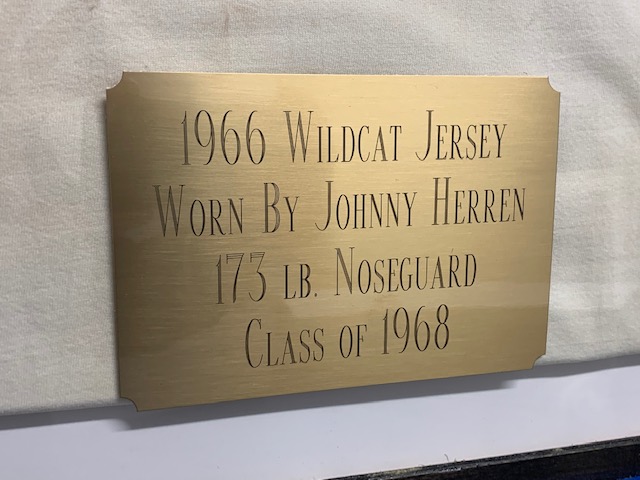 1966 Wildcat Jersey
Worn By Johnny Herren
173 lb. Noseguard
Class of 1968